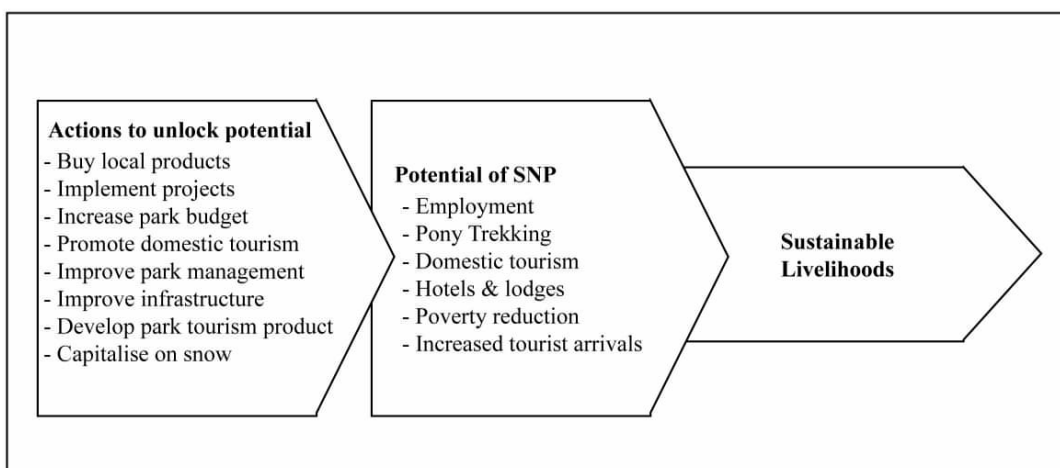 Actions to unlock potential
- Buy local products
- Implement projects
- Increase park budget
- Promote domestic tourism
- Improve park management
- Improve infrastructure
- Develop park tourism product
- Capitalise on snow
Potential of SNP
- Employment
- Pony Trekking
- Domestic tourism
- Hotels & lodges
- Poverty reduction
- Increased tourist arrivals
Sustainable
Livelihoods